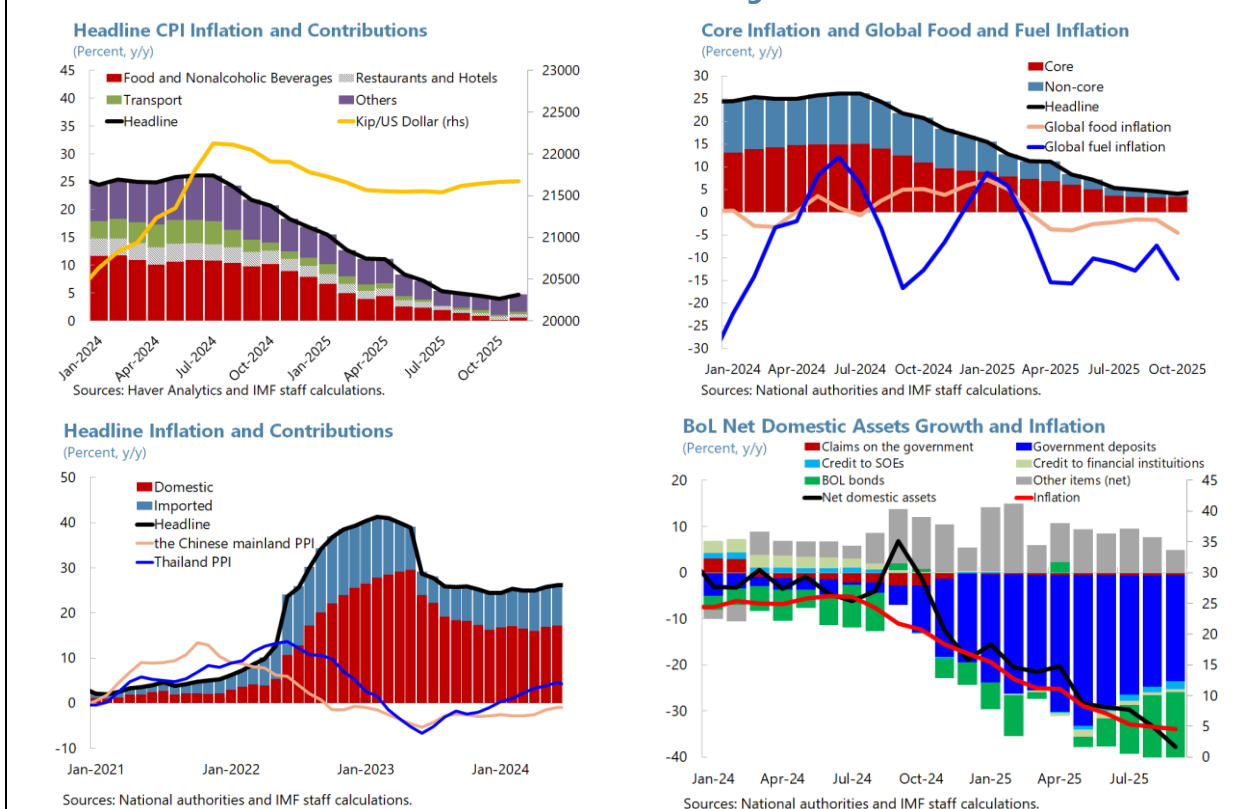 Headline CPI Inflation and Contributions
(Percent, y/y)
45
40
35
30
25
20
15
10
5
0
23000
22500
22000
21500
21000
20500
20000
Food and Nonalcoholic Beverages
Restaurants and Hotels
Transport
Others
Headline
Kip/US Dollar (rhs)
Jan-2024
Apr-2024
Jul-2024
Oct-2024
Jan-2025
Apr-2025
Jul-2025
Oct-2025
Sources: Haver Analytics and IMF staff calculations.
Core Inflation and Global Food and Fuel Inflation
(Percent, y/y)
30
25
20
15
10
5
0
-5
-10
-15
-20
-25
-30
Core
Non-core
Headline
Global food inflation
Global fuel inflation
Jan-2024 Apr-2024 Jul-2024 Oct-2024 Jan-2025 Apr-2025 Jul-2025 Oct-2025
Sources: National authorities and IMF staff calculations.
Headline Inflation and Contributions
(Percent, y/y)
50
40
30
20
10
0
-10
Domestic
Imported
Headline
the Chinese mainland PPI
Thailand PPI
Jan-2021 Jan-2022 Jan-2023 Jan-2024
Sources: National authorities and IMF staff calculations.
BoL Net Domestic Assets Growth and Inflation
(Percent, y/y)
Claims on the government
Government deposits
Credit to SOEs
Credit to financial instituitions
BOL bonds
Other items (net)
Net domestic assets
Inflation
20
10
0
-10
-20
-30
-40
45
40
35
30
25
20
15
10
5
0
Jan-24 Apr-24 Jul-24 Oct-24 Jan-25 Apr-25 Jul-25
Sources: National authorities and IMF staff calculations.